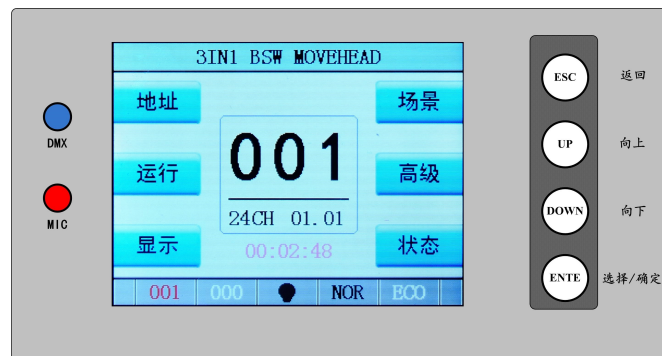 3IN1 BSW MOVEHEAD
地址
场景
001
运行
高级
24CH 01.01
显示
00:02:48
状态
001 000 NOR ECO
DMX
MIC
ESC 返回
UP 向上
DOWN 向下
ENTE 选择/确定